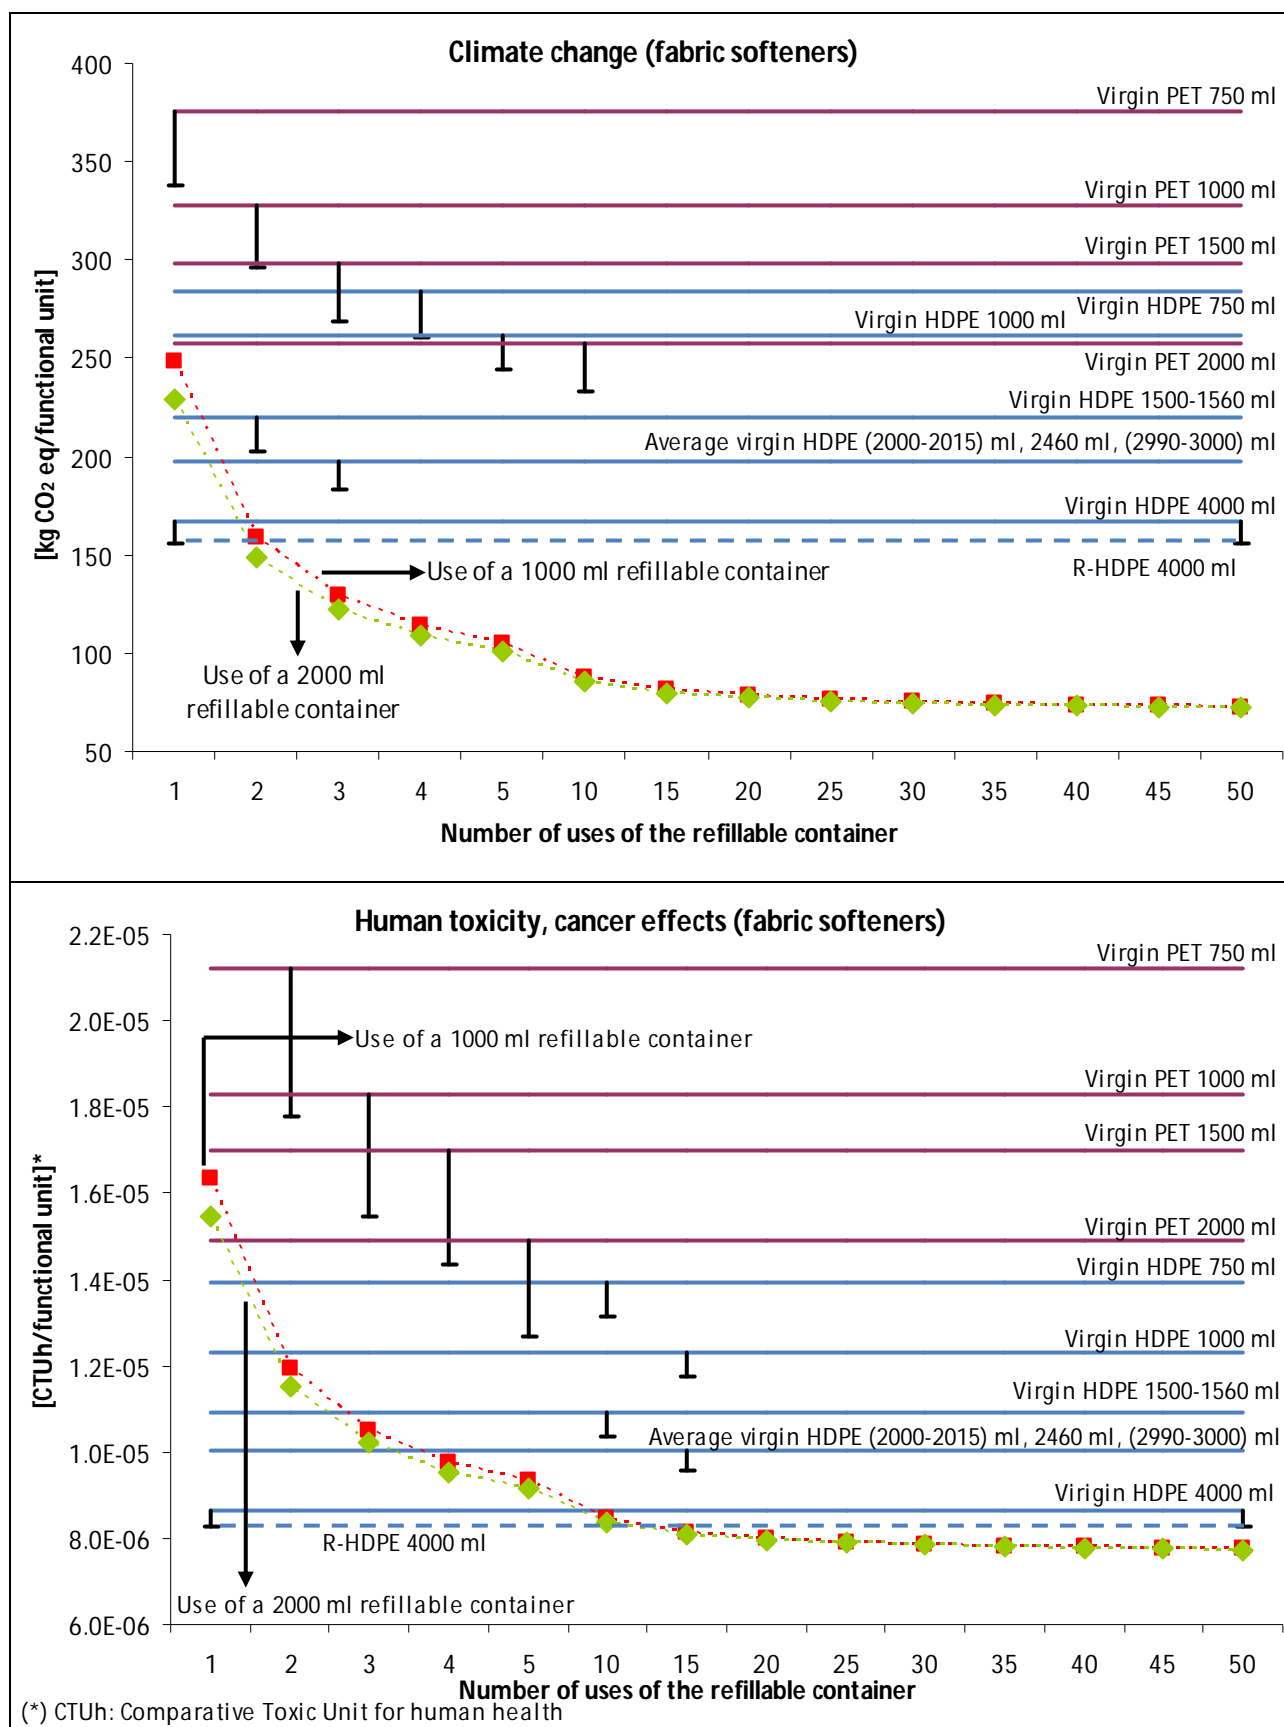 Climate change (fabric softeners)
400
350
300
250
200
150
100
50
[kg CO2 eq/functional unit]
Virgin PET 750 ml
Virgin PET 1000 ml
Virgin PET 1500 ml
Virgin HDPE 750 ml
Virgin HDPE 1000 ml
Virgin PET 2000 ml
Virgin HDPE 1500-1560 ml
Average virgin HDPE (2000-2015) ml, 2460 ml, (2990-3000) ml
Virgin HDPE 4000 ml
R-HDPE 4000 ml
Use of a 1000 ml refillable container
Use of a 2000 ml
refillable container
1 2 3 4 5 10 15 20 25 30 35 40 45 50
Number of uses of the refillable container
Human toxicity, cancer effects (fabric softeners)
2.2E-05
2.0E-05
1.8E-05
1.6E-05
1.4E-05
1.2E-05
1.0E-05
8.0E-06
6.0E-06
[CTUh/functional unit]*
Virgin PET 750 ml
Use of a 1000 ml refillable container
Virgin PET 1000 ml
Virgin PET 1500 ml
Virgin PET 2000 ml
Virgin HDPE 750 ml
Virgin HDPE 1000 ml
Virgin HDPE 1500-1560 ml
Average virgin HDPE (2000-2015) ml, 2460 ml, (2990-3000) ml
Virigin HDPE 4000 ml
R-HDPE 4000 ml
Use of a 2000 ml refillable container
1 2 3 4 5 10 15 20 25 30 35 40 45 50
Number of uses of the refillable container
(*) CTUh: Comparative Toxic Unit for human health